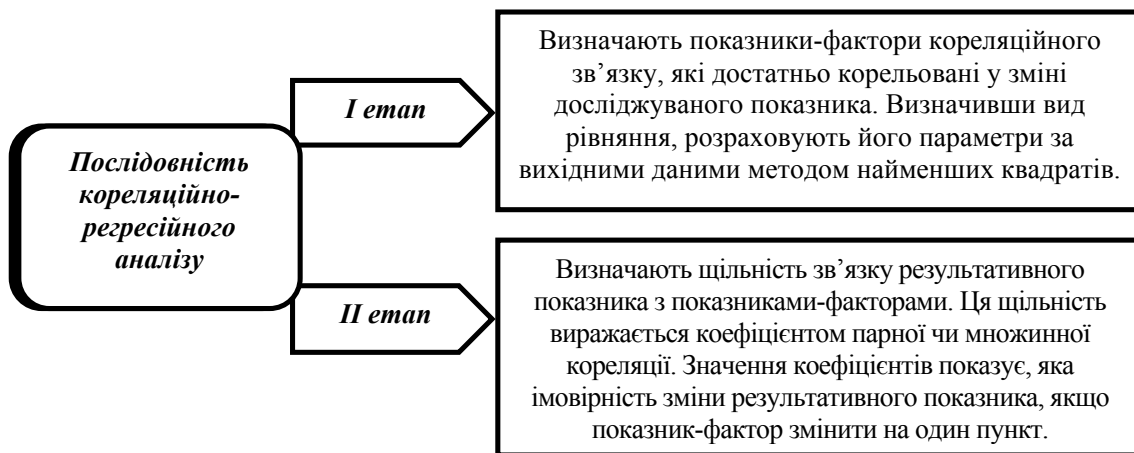 Послідовність
кореляційно-
регресійного
аналізу
I етап
Визначають показники-фактори кореляційного
зв’язку, які достатньо корельовані у зміні
досліджуваного показника. Визначивши вид
рівняння, розраховують його параметри за
вихідними даними методом найменших квадратів.
II етап
Визначають щільність зв’язку результативного
показника з показниками-факторами. Ця щільність
виражається коефіцієнтом парної чи множинної
кореляції. Значення коефіцієнтів показує, яка
імовірність зміни результативного показника, якщо
показник-фактор змінити на один пункт.